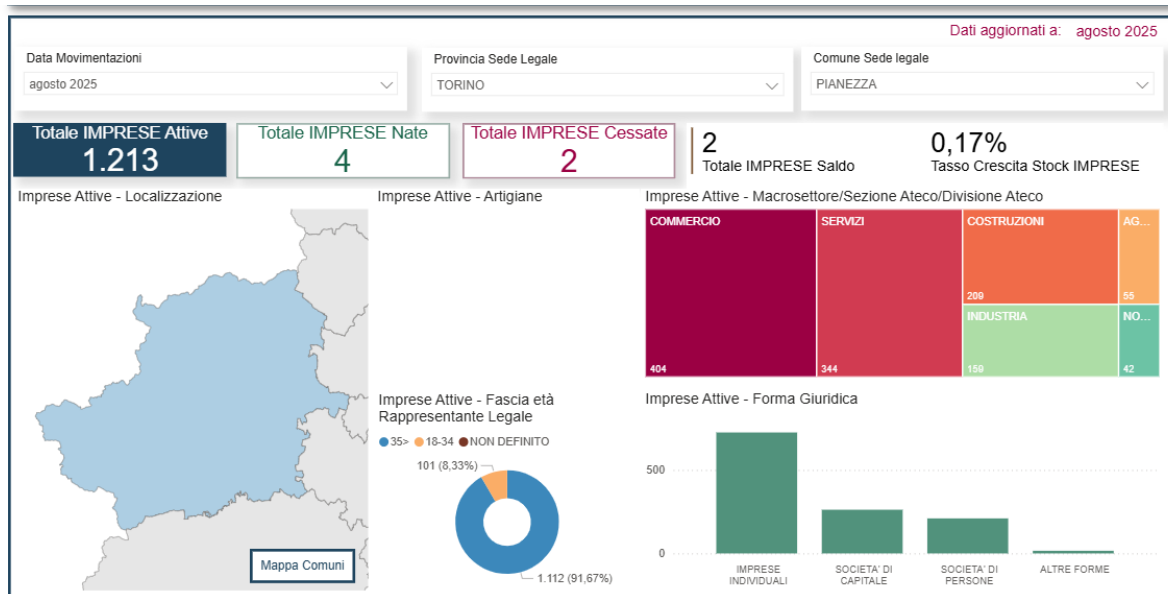 Dati aggiornati a: agosto 2025
Data Movimentazioni
agosto 2025
Provincia Sede Legale
TORINO
Comune Sede legale
PIANEZZA
Totale IMPRESE Attive
1.213
Totale IMPRESE Nate
4
Totale IMPRESE Cessate
2
2
Totale IMPRESE Saldo
0,17%
Tasso Crescita Stock IMPRESE
Imprese Attive - Localizzazione
Mappa Comuni
Imprese Attive - Artigiane
Imprese Attive - Fascia età
Rappresentante Legale
35> 18-34 NON DEFINITO
101 (8,33%)
1.112 (91,67%)
Imprese Attive - Macrosettore/Sezione Ateco/Divisione Ateco
COMMERCIO
404
SERVIZI
344
COSTRUZIONI
209
INDUSTRIA
159
AG...
55
NO...
42
Imprese Attive - Forma Giuridica
500
0
IMPRESE
INDIVIDUALI
SOCIETA' DI
CAPITALE
SOCIETA' DI
PERSONE
ALTRE FORME